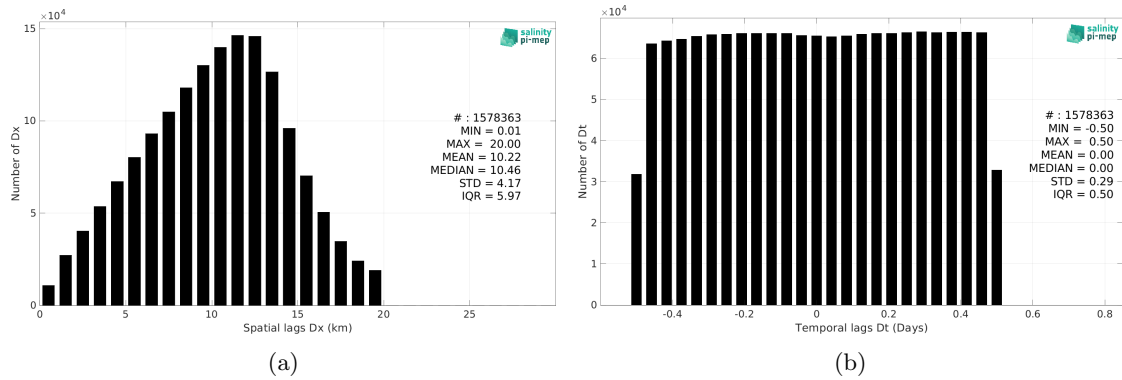 ×10⁴
15
10
5
0
Number of Dx
0 5 10 15 20 25
Spatial lags Dx (km)
salinity
pi-mep
# : 1578363
MIN = 0.01
MAX = 20.00
MEAN = 10.22
MEDIAN = 10.46
STD = 4.17
IQR = 5.97
(a)
×10⁴
6
5
4
3
2
1
0
Number of Dt
-0.4 -0.2 0 0.2 0.4 0.6 0.8
Temporal lags Dt (Days)
salinity
pi-mep
# : 1578363
MIN = -0.50
MAX = 0.50
MEAN = 0.00
MEDIAN = 0.00
STD = 0.29
IQR = 0.50
(b)